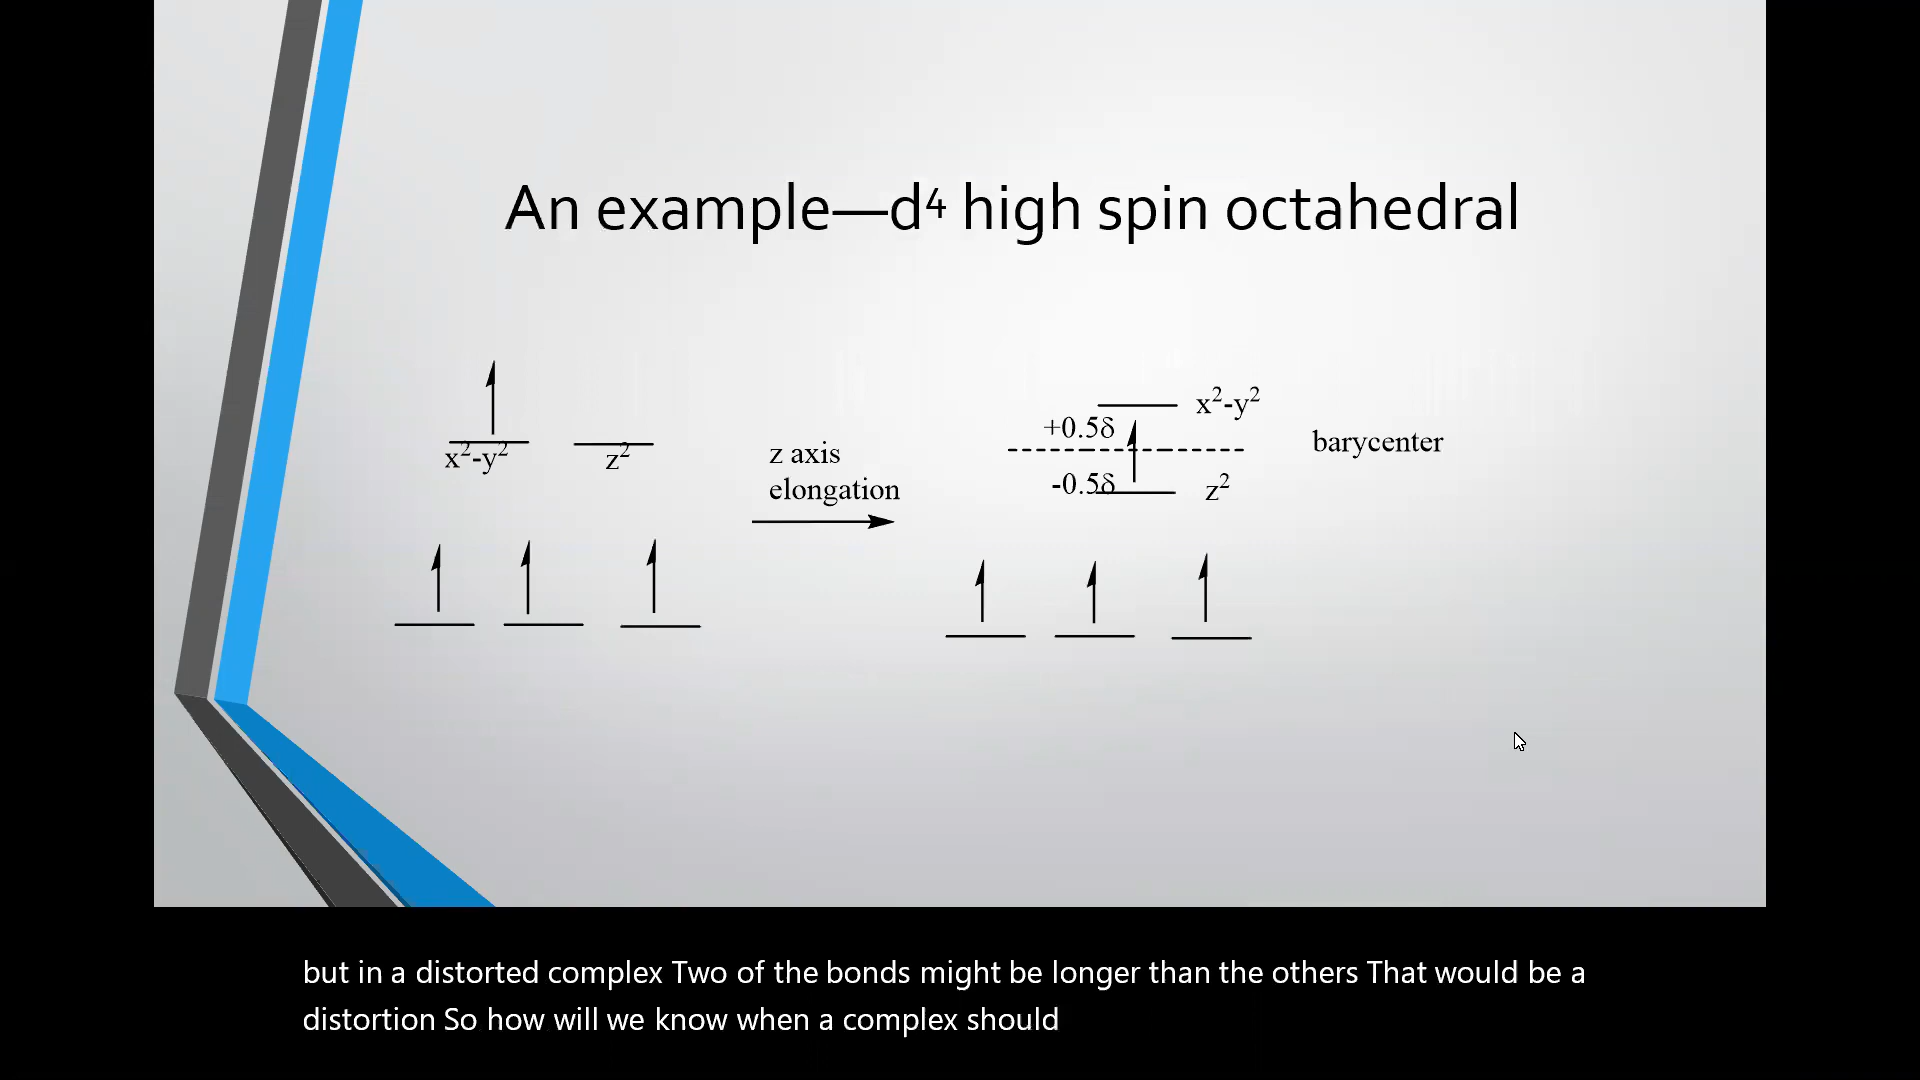 An example—d⁴ high spin octahedral
x²-y²
z²
z axis
elongation
x²-y²
+0.5δ
barycenter
-0.5δ
z²
but in a distorted complex Two of the bonds might be longer than the others That would be a
distortion So how will we know when a complex should